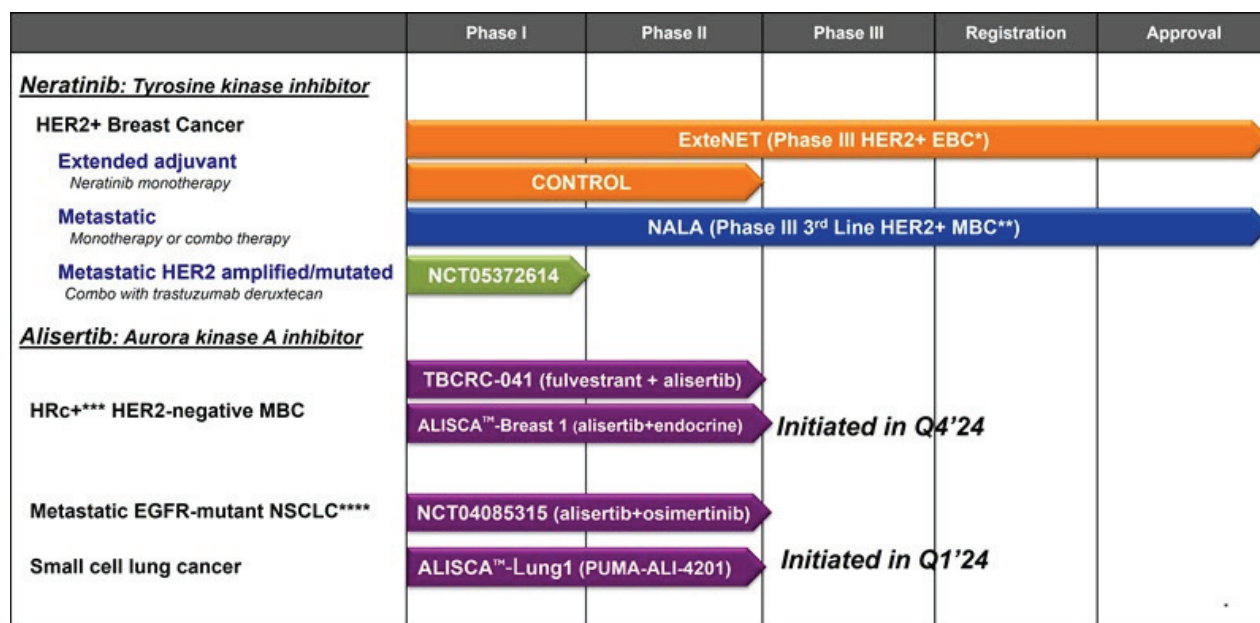 Phase I Phase II Phase III Registration Approval
Neratinib: Tyrosine kinase inhibitor
HER2+ Breast Cancer
ExteNET (Phase III HER2+ EBC*)
Extended adjuvant
Neratinib monotherapy
CONTROL
Metastatic
Monotherapy or combo therapy
NALA (Phase III 3rd Line HER2+ MBC**)
Metastatic HER2 amplified/mutated
Combo with trastuzumab deruxtecan
NCT05372614
Alisertib: Aurora kinase A inhibitor
TBCRC-041 (fulvestrant + alisertib)
HRc+*** HER2-negative MBC
ALISCA™-Breast 1 (alisertib+endocrine) Initiated in Q4’24
Metastatic EGFR-mutant NSCLC****
NCT04085315 (alisertib+osimertinib)
Small cell lung cancer
ALISCA™-Lung1 (PUMA-ALI-4201) Initiated in Q1’24